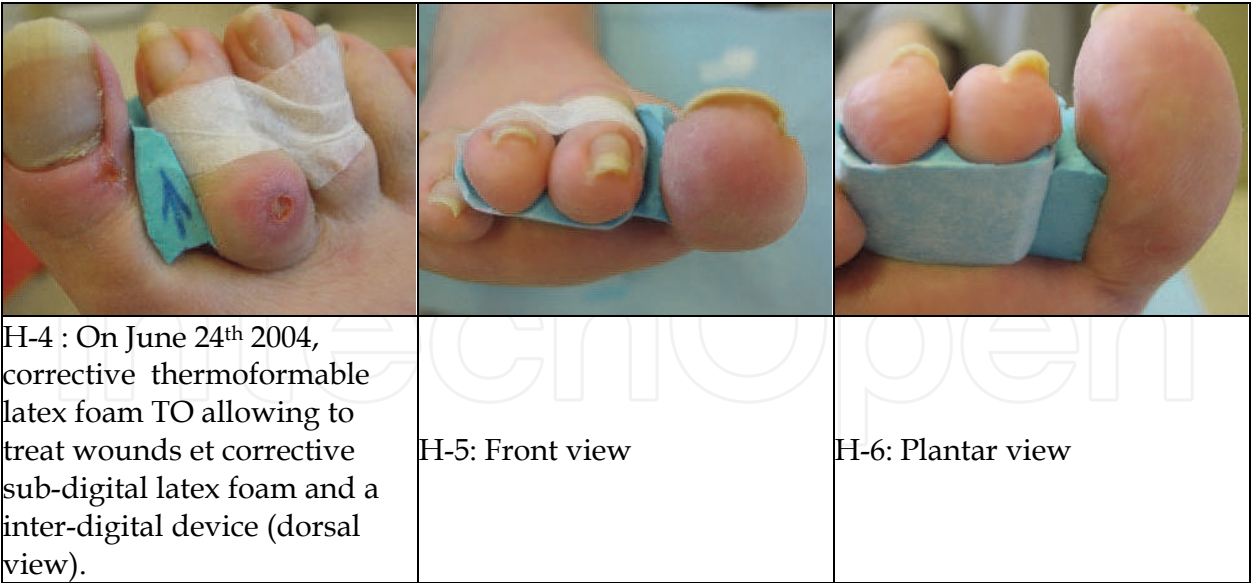 H-4 : On June 24th 2004,
corrective thermoformable
latex foam TO allowing to
treat wounds et corrective
sub-digital latex foam and a
inter-digital device (dorsal
view).
H-5: Front view
H-6: Plantar view
IntechOpen